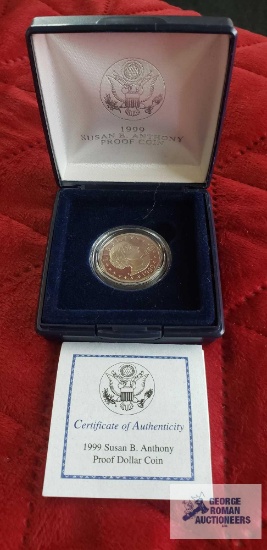 1999
SUSAN B. ANTHONY
PROOF COIN
Certificate of Authenticity
1999 Susan B. Anthony
Proof Dollar Coin
GEORGE
ROMAN
AUCTIONEERS